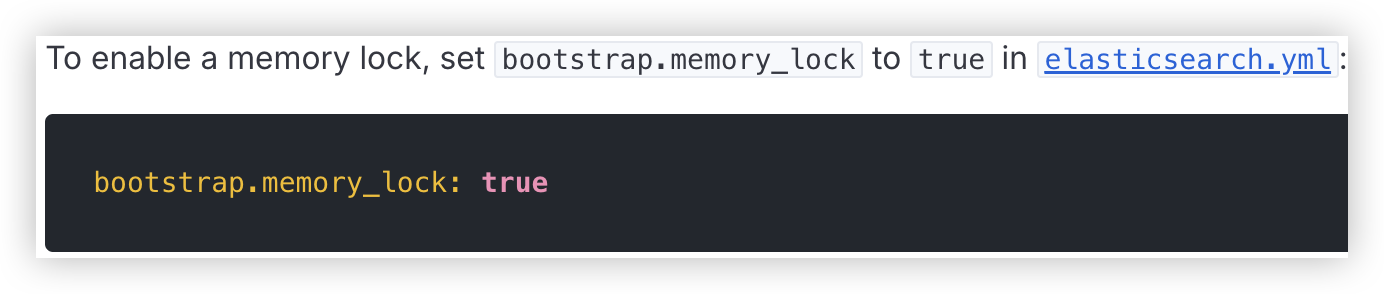 To enable a memory lock, set bootstrap.memory_lock to true in elasticsearch.yml:
bootstrap.memory_lock: true